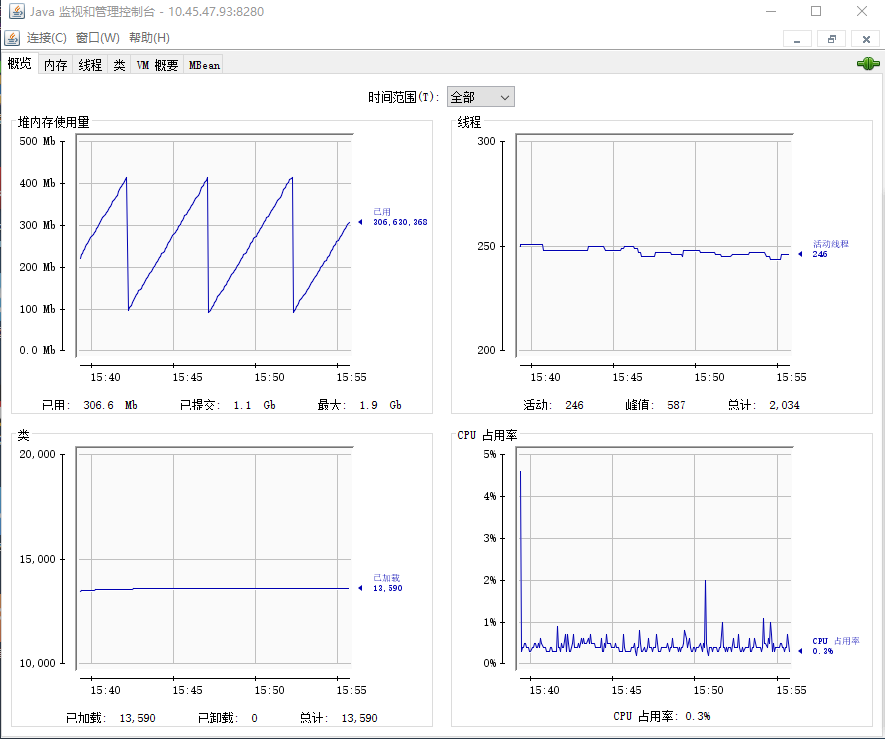 Java 监视和管理控制台 - 10.45.47.93:8280
连接(C) 窗口(W) 帮助(H)
概览 内存 线程 类 VM 概要 MBean
时间范围(T): 全部
堆内存使用量
500 Mb
400 Mb
300 Mb
200 Mb
100 Mb
0.0 Mb
已用
306,630,368
15:40 15:45 15:50 15:55
已用: 306.6 Mb 已提交: 1.1 Gb 最大: 1.9 Gb
线程
300
250
200
活动线程
246
15:40 15:45 15:50 15:55
活动: 246 峰值: 587 总计: 2,034
类
20,000
15,000
10,000
已加载
13,590
15:40 15:45 15:50 15:55
已加载: 13,590 已卸载: 0 总计: 13,590
CPU 占用率
5%
4%
3%
2%
1%
0%
CPU 占用率
0.3%
15:40 15:45 15:50 15:55
CPU 占用率: 0.3%